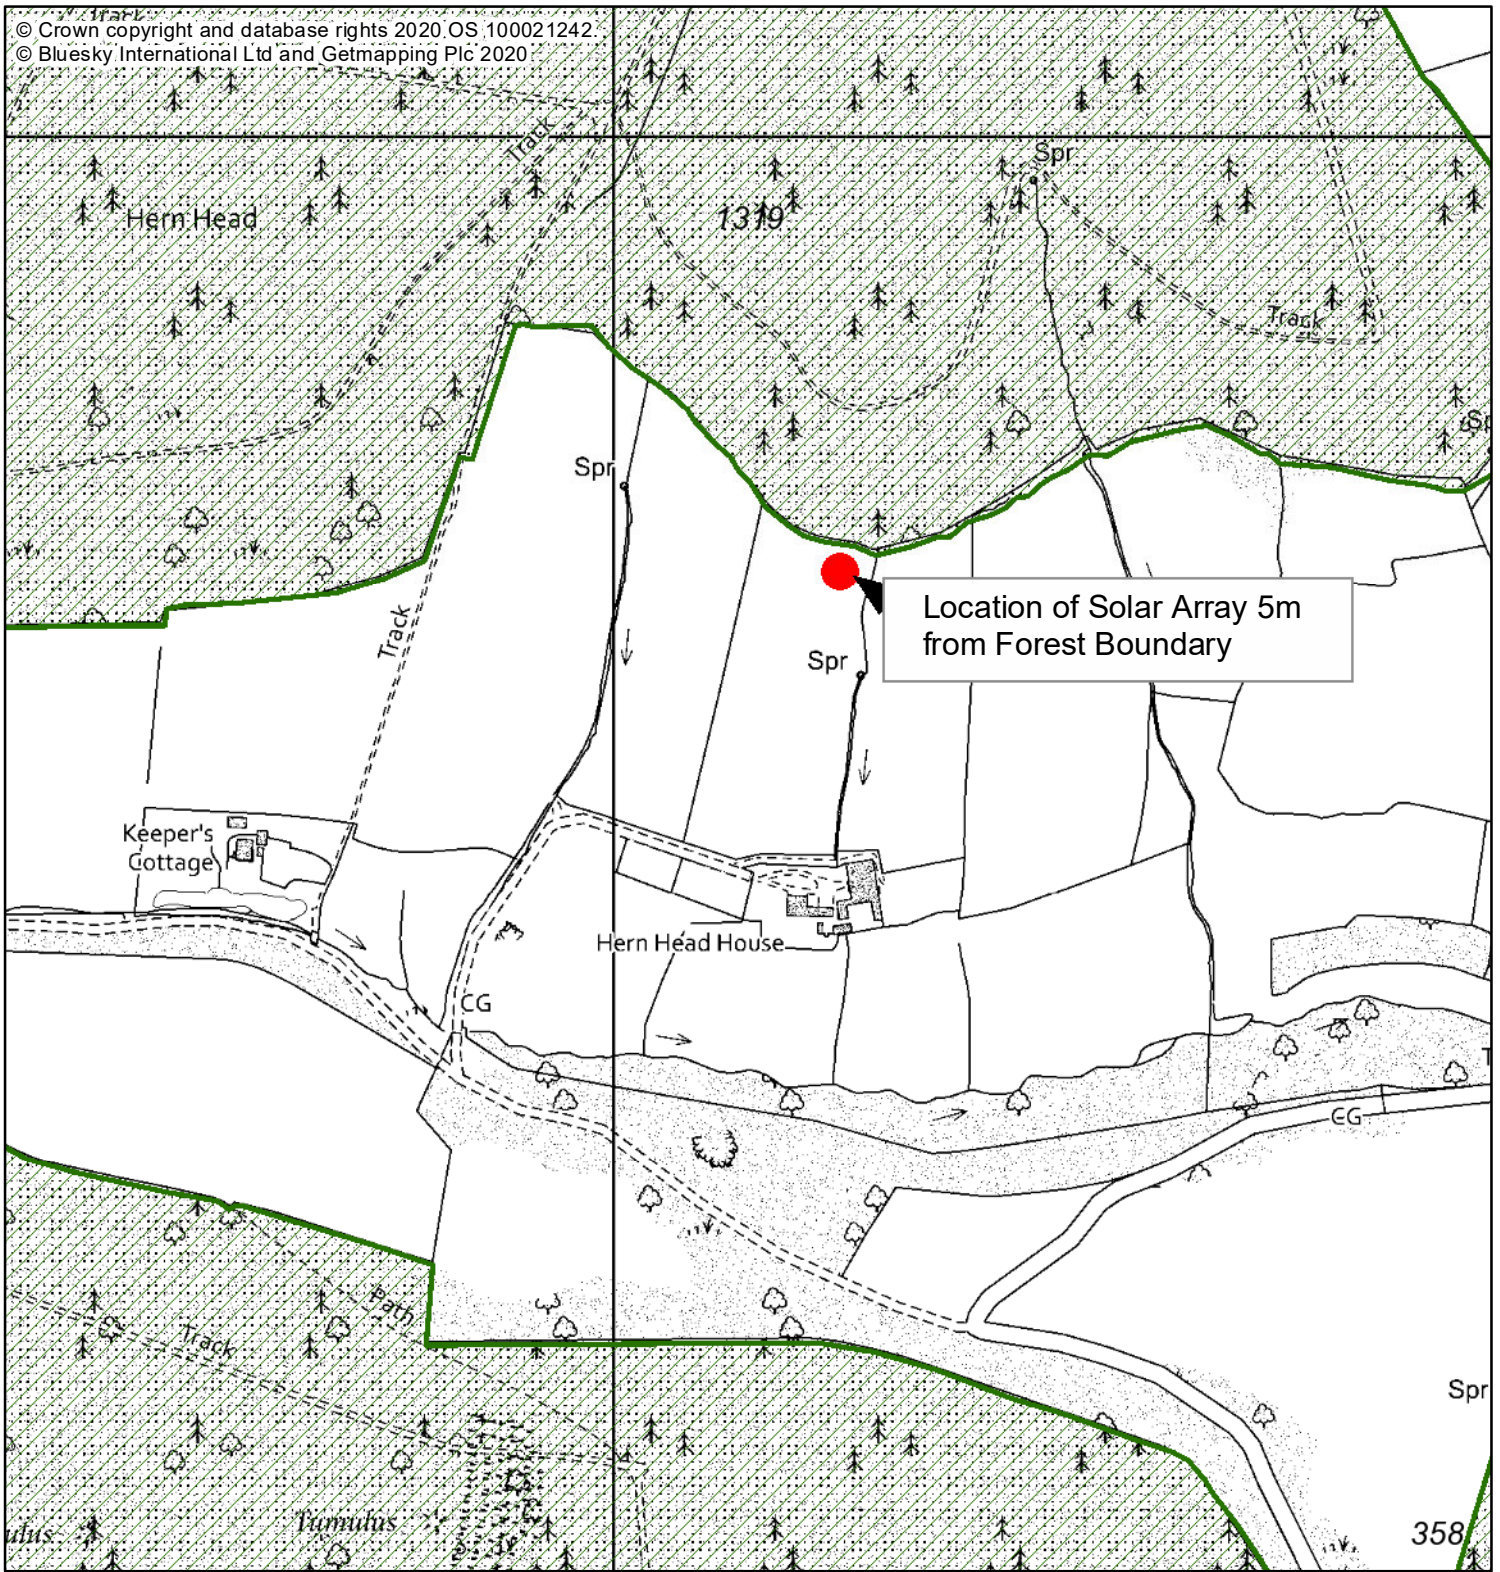 Track
© Crown copyright and database rights 2020 OS 100021242.
© Bluesky International Ltd and Getmapping Plc 2020
Track
Spr
Hern Head
1319
Track
Spr
Spr
Location of Solar Array 5m
from Forest Boundary
Track
Spr
Keeper's
Cottage
Hern Head House
CG
CG
Path
Track
Spr
Tumulus
358